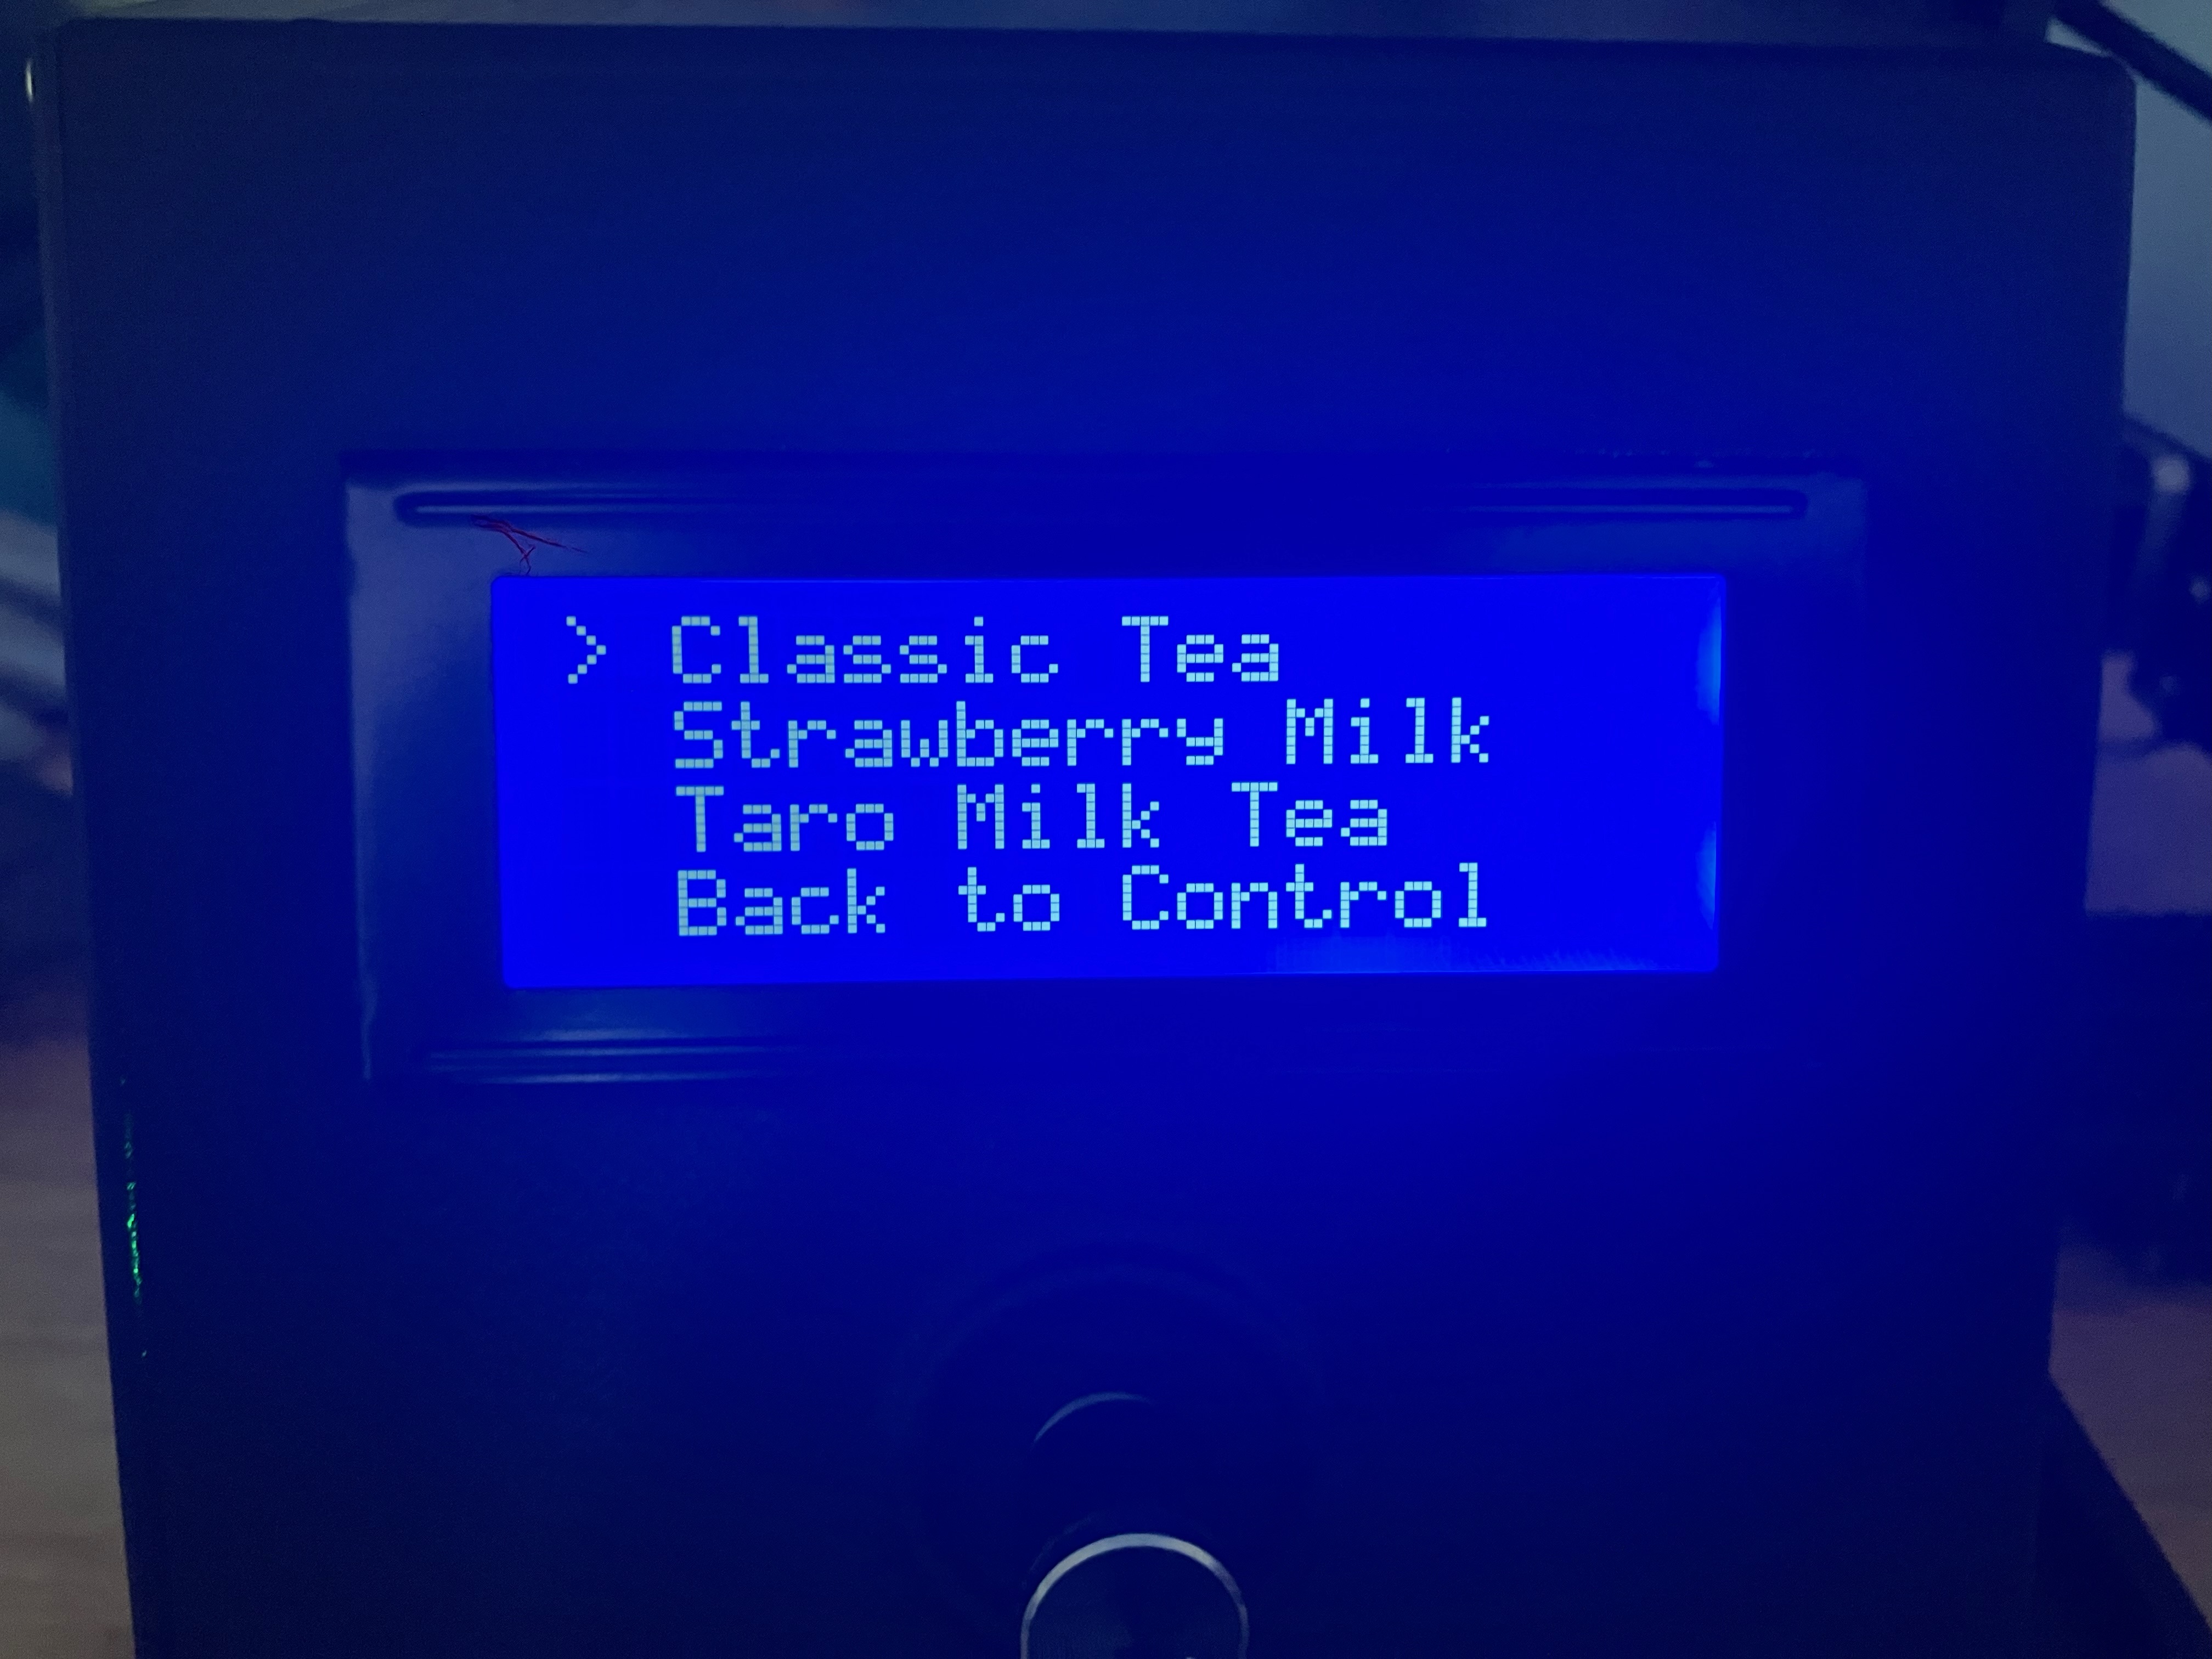 > Classic Tea
Strawberry Milk
Taro Milk Tea
Back to Control